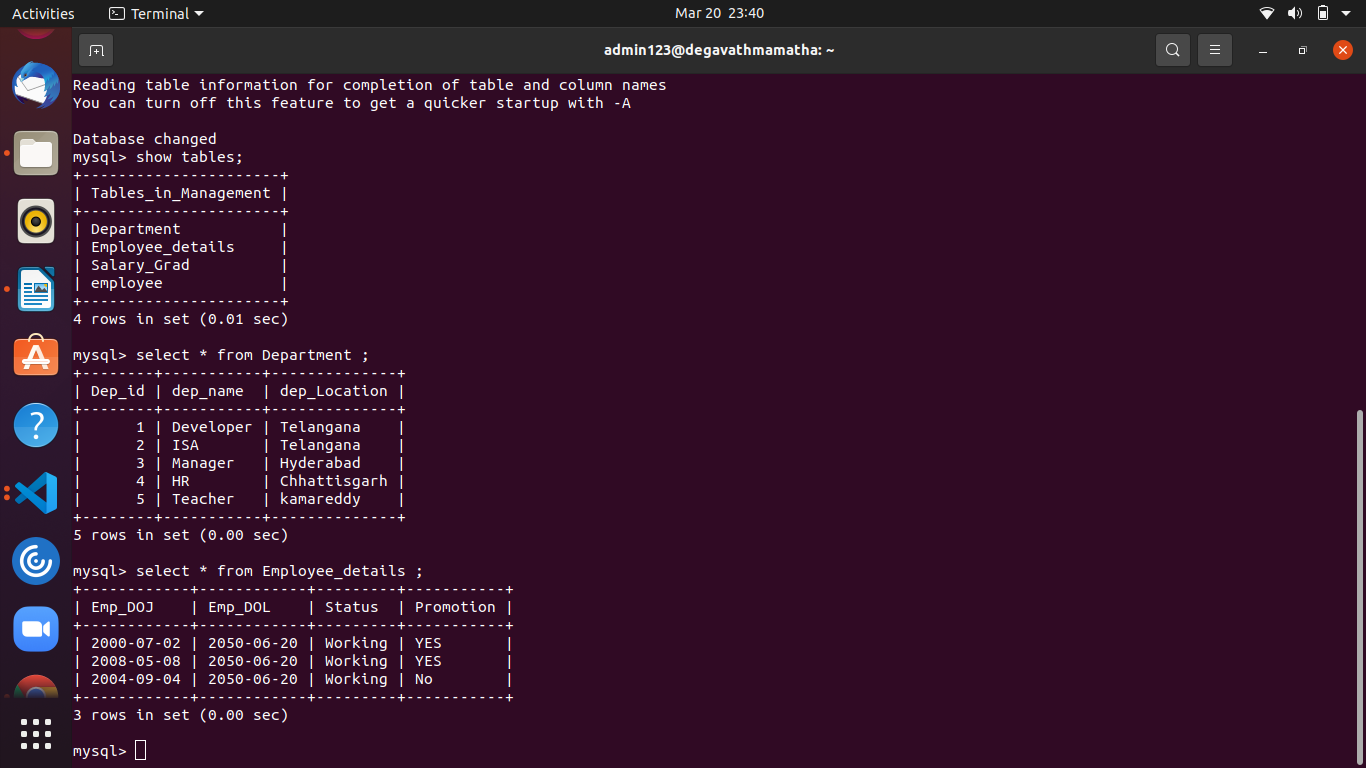 Activities Terminal Mar 20 23:40
admin123@degavathmamatha: ~
Reading table information for completion of table and column names
You can turn off this feature to get a quicker startup with -A
Database changed
mysql> show tables;
+----------------------+
| Tables_in_Management |
+----------------------+
| Department           |
| Employee_details     |
| Salary_Grad          |
| employee             |
+----------------------+
4 rows in set (0.01 sec)
mysql> select * from Department ;
+--------+-----------+--------------+
| Dep_id | dep_name  | dep_Location |
+--------+-----------+--------------+
|      1 | Developer | Telangana    |
|      2 | ISA       | Telangana    |
|      3 | Manager   | Hyderabad    |
|      4 | HR        | Chhattisgarh |
|      5 | Teacher   | kamareddy    |
+--------+-----------+--------------+
5 rows in set (0.00 sec)
mysql> select * from Employee_details ;
+------------+------------+---------+-----------+
| Emp_DOJ    | Emp_DOL    | Status  | Promotion |
+------------+------------+---------+-----------+
| 2000-07-02 | 2050-06-20 | Working | YES       |
| 2008-05-08 | 2050-06-20 | Working | YES       |
| 2004-09-04 | 2050-06-20 | Working | No        |
+------------+------------+---------+-----------+
3 rows in set (0.00 sec)
mysql>